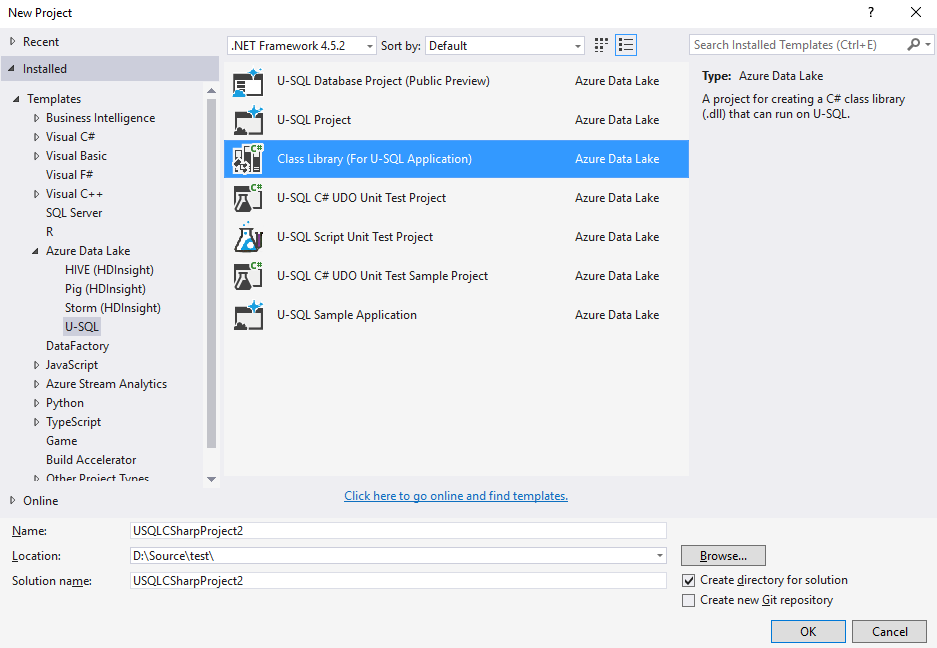 New Project
?
Recent
Installed
Templates
Business Intelligence
Visual C#
Visual Basic
Visual F#
Visual C++
SQL Server
R
Azure Data Lake
HIVE (HDInsight)
Pig (HDInsight)
Storm (HDInsight)
U-SQL
DataFactory
JavaScript
Azure Stream Analytics
Python
TypeScript
Game
Build Accelerator
Other Project Types
Online
.NET Framework 4.5.2
Sort by:
Default
U-SQL Database Project (Public Preview) Azure Data Lake
U-SQL Project Azure Data Lake
C#
Class Library (For U-SQL Application) Azure Data Lake
C#
U-SQL C# UDO Unit Test Project Azure Data Lake
U-SQL Script Unit Test Project Azure Data Lake
C#
U-SQL C# UDO Unit Test Sample Project Azure Data Lake
U-SQL Sample Application Azure Data Lake
Click here to go online and find templates.
Search Installed Templates (Ctrl+E)
Type: Azure Data Lake
A project for creating a C# class library
(.dll) that can run on U-SQL.
Name: USQLCSharpProject2
Location: D:\Source\test\
Browse...
Solution name: USQLCSharpProject2
Create directory for solution
Create new Git repository
OK
Cancel